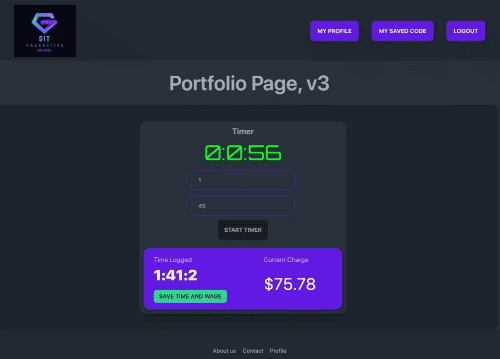 GIT
PRODUCTIVE
MY PROFILE
MY SAVED CODE
LOGOUT
Portfolio Page, v3
Timer
0:0:56
1
45
START TIMER
Time Logged
Current Charge
1:41:2
$75.78
SAVE TIME AND WAGE
About us Contact Profile